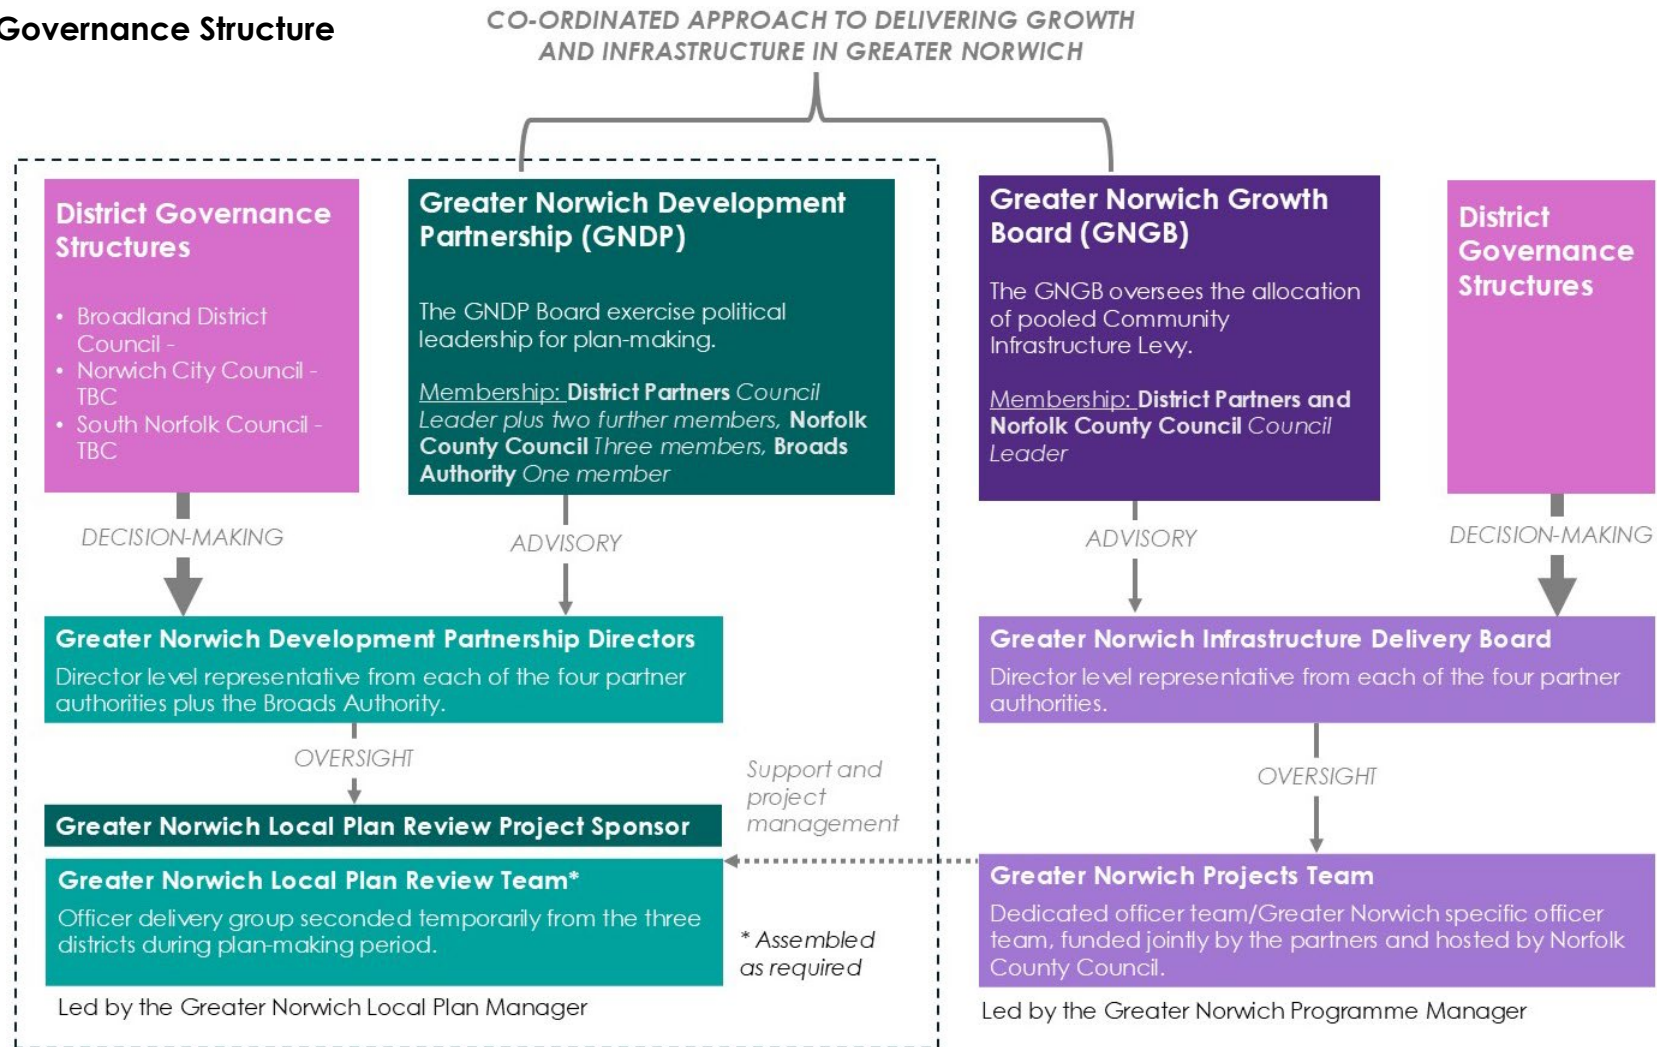 Governance Structure
CO-ORDINATED APPROACH TO DELIVERING GROWTH
AND INFRASTRUCTURE IN GREATER NORWICH
District Governance
Structures
• Broadland District
Council -
• Norwich City Council -
TBC
• South Norfolk Council -
TBC
Greater Norwich Development
Partnership (GNDP)
The GNDP Board exercise political
leadership for plan-making.
Membership: District Partners Council
Leader plus two further members, Norfolk
County Council Three members, Broads
Authority One member
Greater Norwich Growth
Board (GNGB)
The GNGB oversees the allocation
of pooled Community
Infrastructure Levy.
Membership: District Partners and
Norfolk County Council Council
Leader
District
Governance
Structures
DECISION-MAKING
ADVISORY
ADVISORY
DECISION-MAKING
Greater Norwich Development Partnership Directors
Director level representative from each of the four partner
authorities plus the Broads Authority.
Greater Norwich Infrastructure Delivery Board
Director level representative from each of the four partner
authorities.
OVERSIGHT
OVERSIGHT
Support and
project
management
Greater Norwich Local Plan Review Project Sponsor
Greater Norwich Local Plan Review Team*
Officer delivery group seconded temporarily from the three
districts during plan-making period.
* Assembled
as required
Led by the Greater Norwich Local Plan Manager
Greater Norwich Projects Team
Dedicated officer team/Greater Norwich specific officer
team, funded jointly by the partners and hosted by Norfolk
County Council.
Led by the Greater Norwich Programme Manager